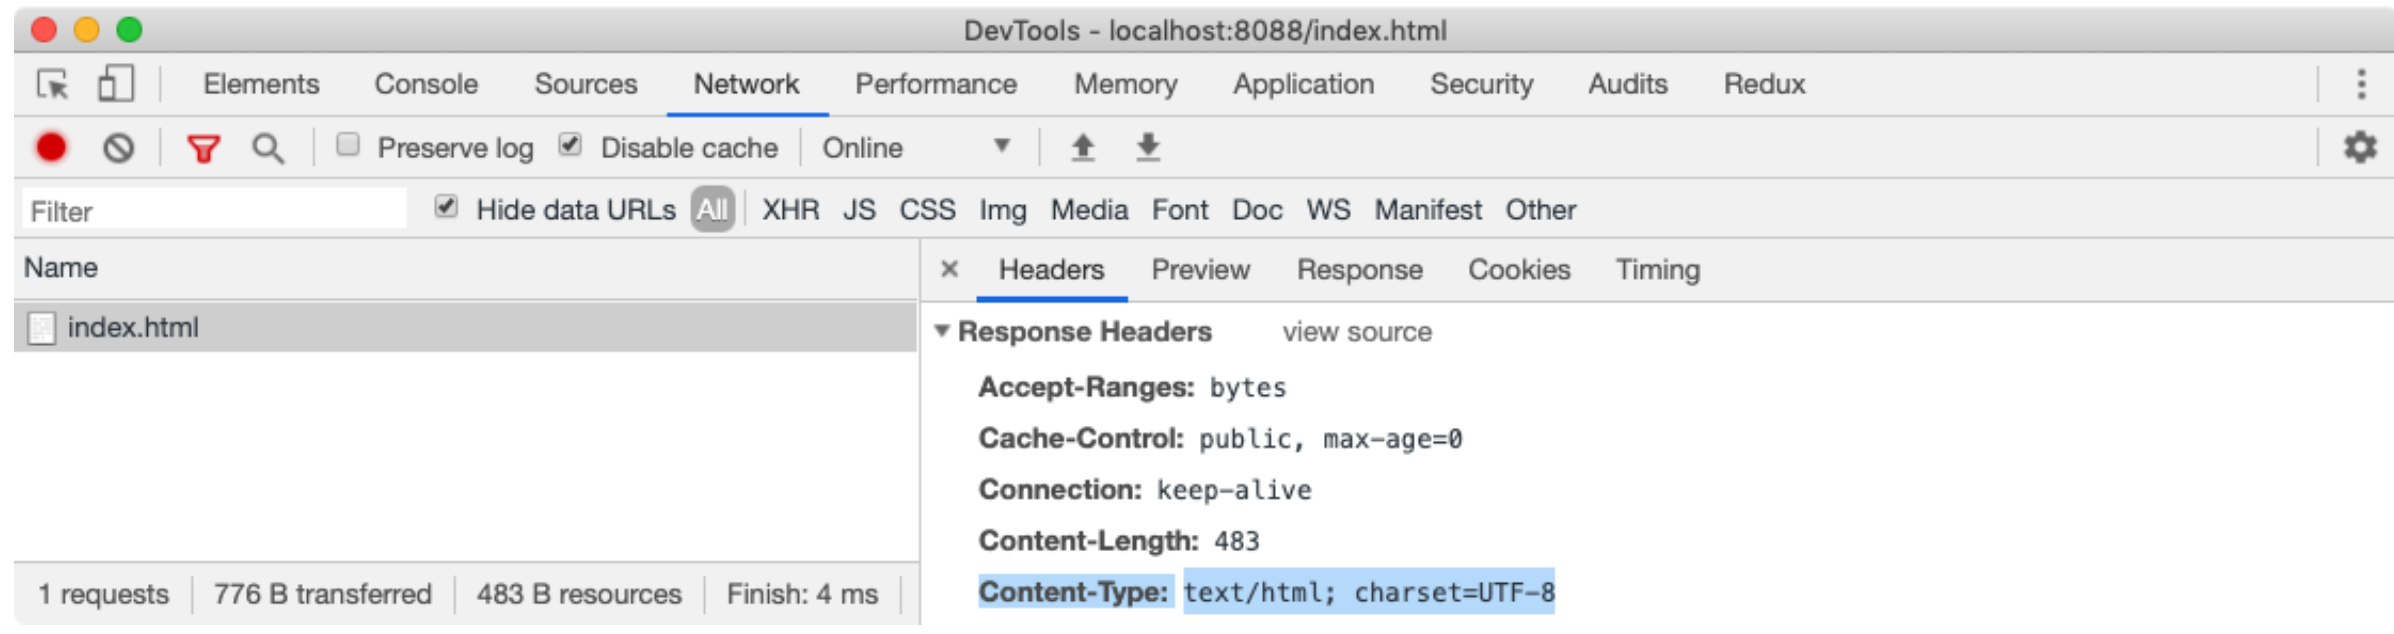 DevTools - localhost:8088/index.html
Elements Console Sources Network Performance Memory Application Security Audits Redux
Preserve log Disable cache Online
Filter Hide data URLs All XHR JS CSS Img Media Font Doc WS Manifest Other
Name
index.html
1 requests 776 B transferred 483 B resources Finish: 4 ms
× Headers Preview Response Cookies Timing
Response Headers view source
Accept-Ranges: bytes
Cache-Control: public, max-age=0
Connection: keep-alive
Content-Length: 483
Content-Type: text/html; charset=UTF-8